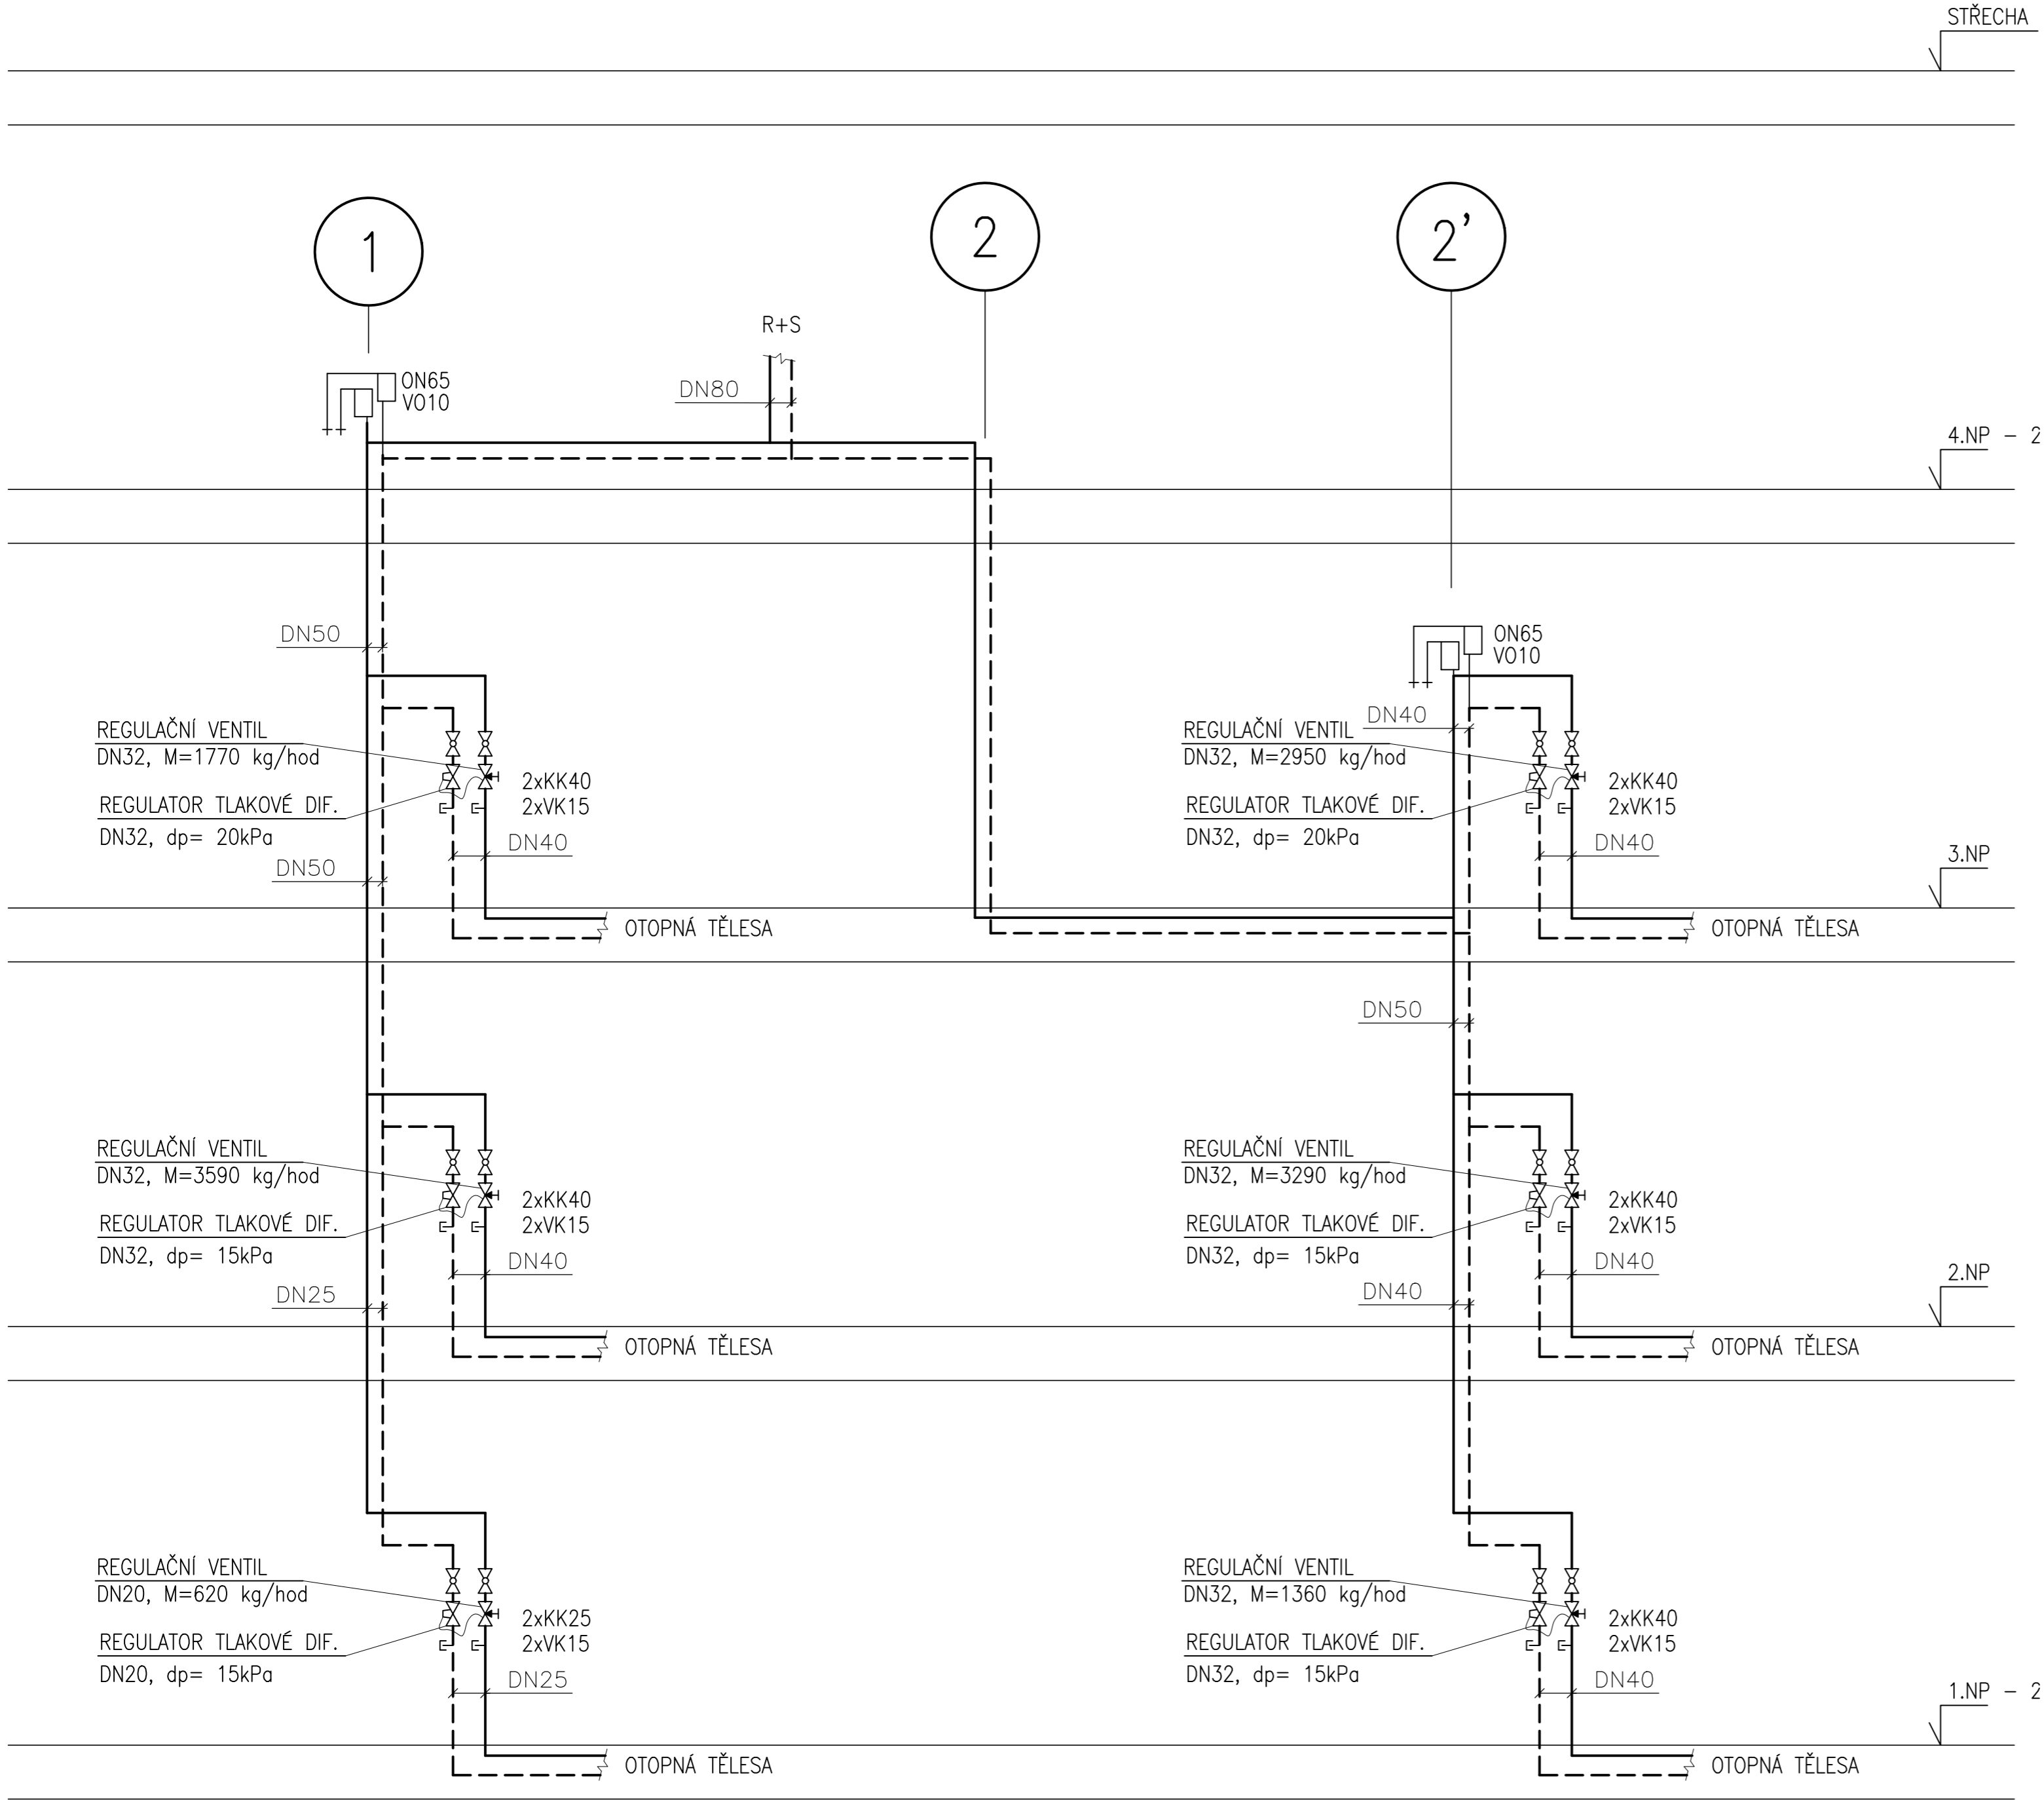 STŘECHA
1
2
2'
R+S
ON65
VO10
DN80
4.NP - 2
DN50
ON65
VO10
REGULAČNÍ VENTIL
DN32, M=1770 kg/hod
REGULATOR TLAKOVÉ DIF.
DN32, dp= 20kPa
2xKK40
2xVK15
DN40
DN50
OTOPNÁ TĚLESA
DN40
REGULAČNÍ VENTIL
DN32, M=2950 kg/hod
REGULATOR TLAKOVÉ DIF.
DN32, dp= 20kPa
2xKK40
2xVK15
DN40
3.NP
OTOPNÁ TĚLESA
DN50
REGULAČNÍ VENTIL
DN32, M=3590 kg/hod
REGULATOR TLAKOVÉ DIF.
DN32, dp= 15kPa
2xKK40
2xVK15
DN40
DN25
OTOPNÁ TĚLESA
REGULAČNÍ VENTIL
DN32, M=3290 kg/hod
REGULATOR TLAKOVÉ DIF.
DN32, dp= 15kPa
2xKK40
2xVK15
DN40
DN40
2.NP
OTOPNÁ TĚLESA
REGULAČNÍ VENTIL
DN20, M=620 kg/hod
REGULATOR TLAKOVÉ DIF.
DN20, dp= 15kPa
2xKK25
2xVK15
DN25
OTOPNÁ TĚLESA
REGULAČNÍ VENTIL
DN32, M=1360 kg/hod
REGULATOR TLAKOVÉ DIF.
DN32, dp= 15kPa
2xKK40
2xVK15
DN40
1.NP - 2
OTOPNÁ TĚLESA